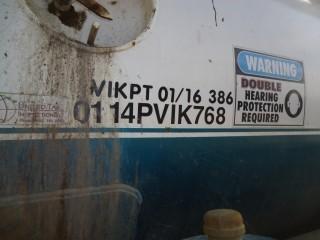 VIKPT 01/16 386
0114PVIK768
WARNING
DOUBLE
HEARING
PROTECTION
REQUIRED